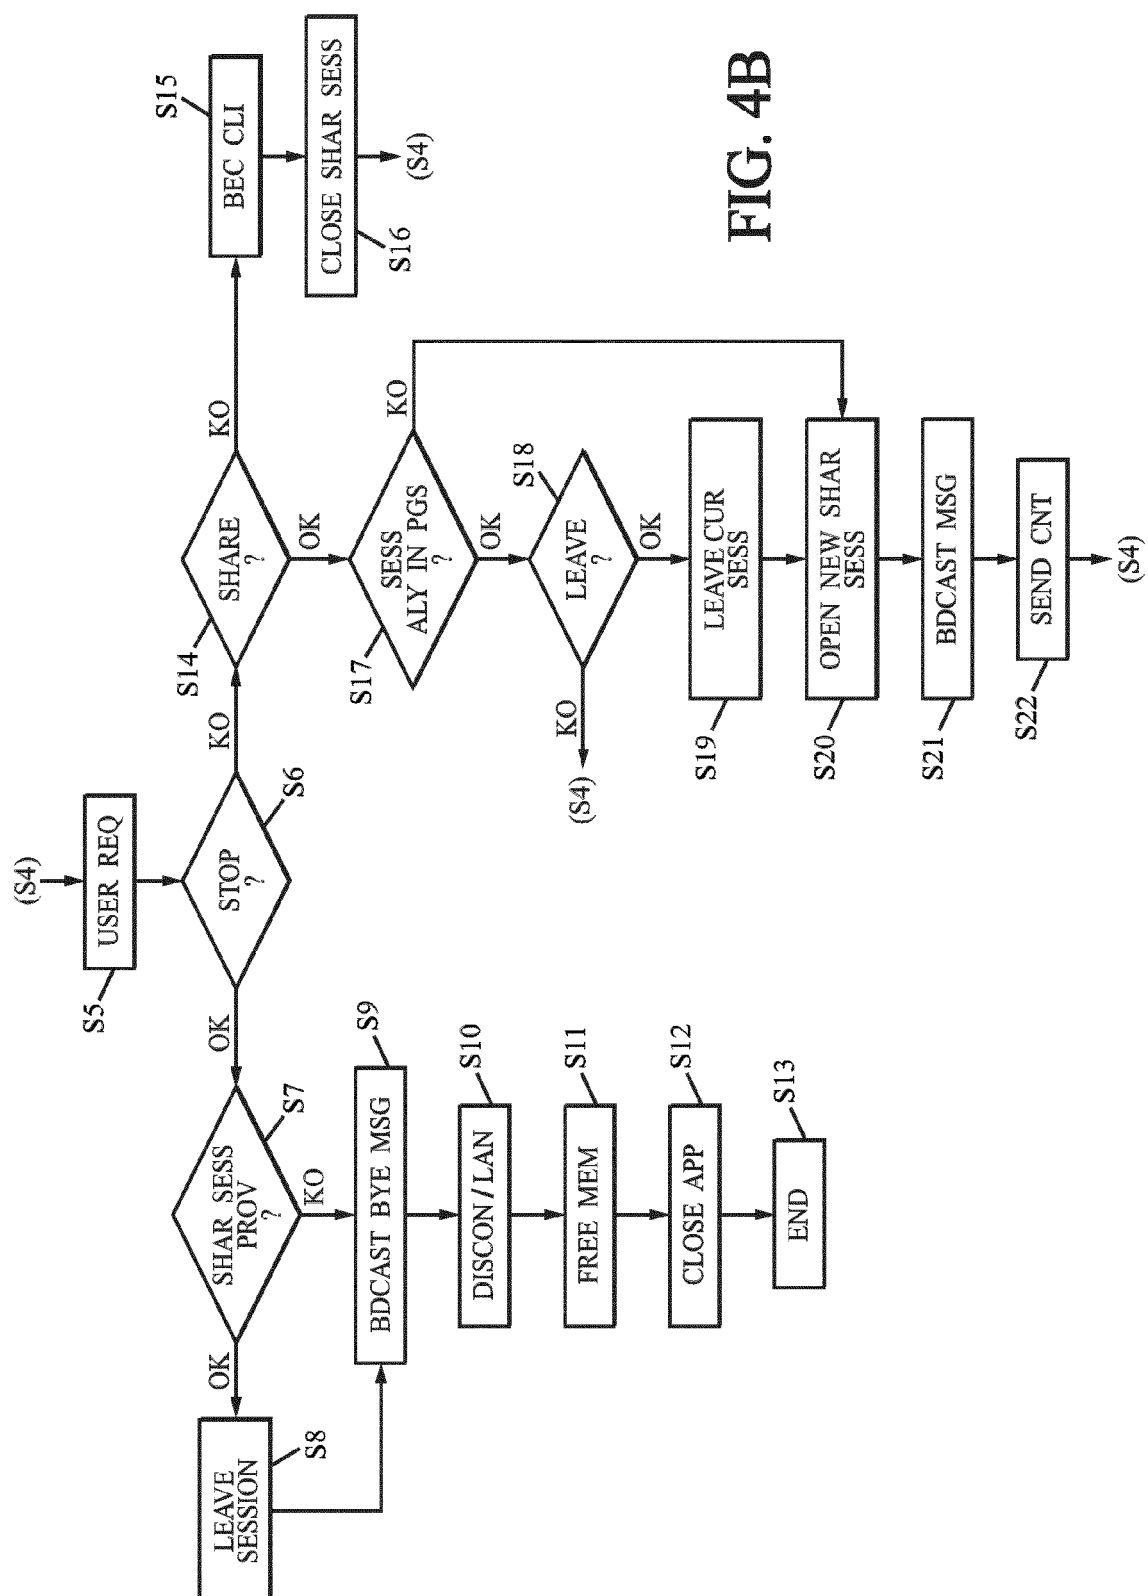 (S4)
S5
USER REQ
STOP
?
S6
OK
KO
SHAR SESS
PROV
?
S7
OK
KO
LEAVE
SESSION
S8
BDCAST BYE MSG
S9
DISCON/LAN
S10
FREE MEM
S11
CLOSE APP
S12
END
S13
SHARE
?
S14
KO
OK
BEC CLI
S15
CLOSE SHAR SESS
S16
(S4)
SESS
ALY IN PGS
?
S17
KO
OK
LEAVE
?
S18
KO
(S4)
OK
LEAVE CUR
SESS
S19
OPEN NEW SHAR
SESS
S20
BDCAST MSG
S21
SEND CNT
S22
(S4)
FIG. 4B